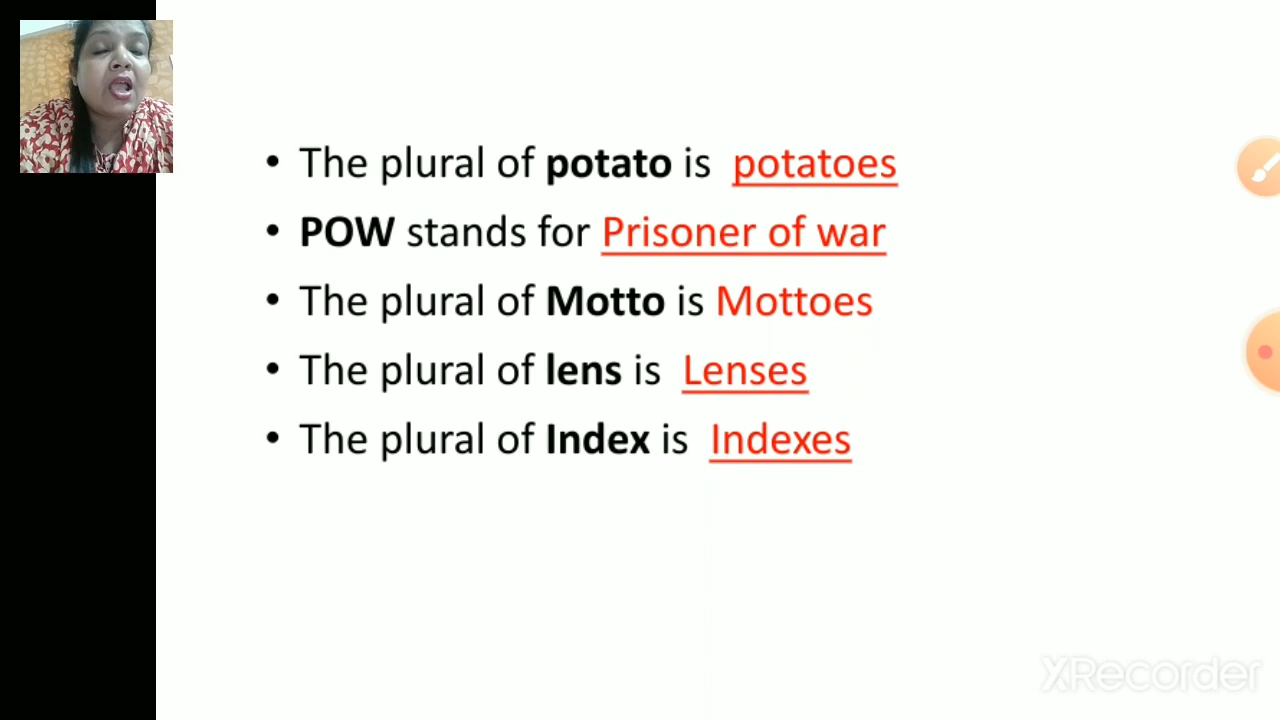 • The plural of potato is potatoes
• POW stands for Prisoner of war
• The plural of Motto is Mottoes
• The plural of lens is Lenses
• The plural of Index is Indexes
XRecorder